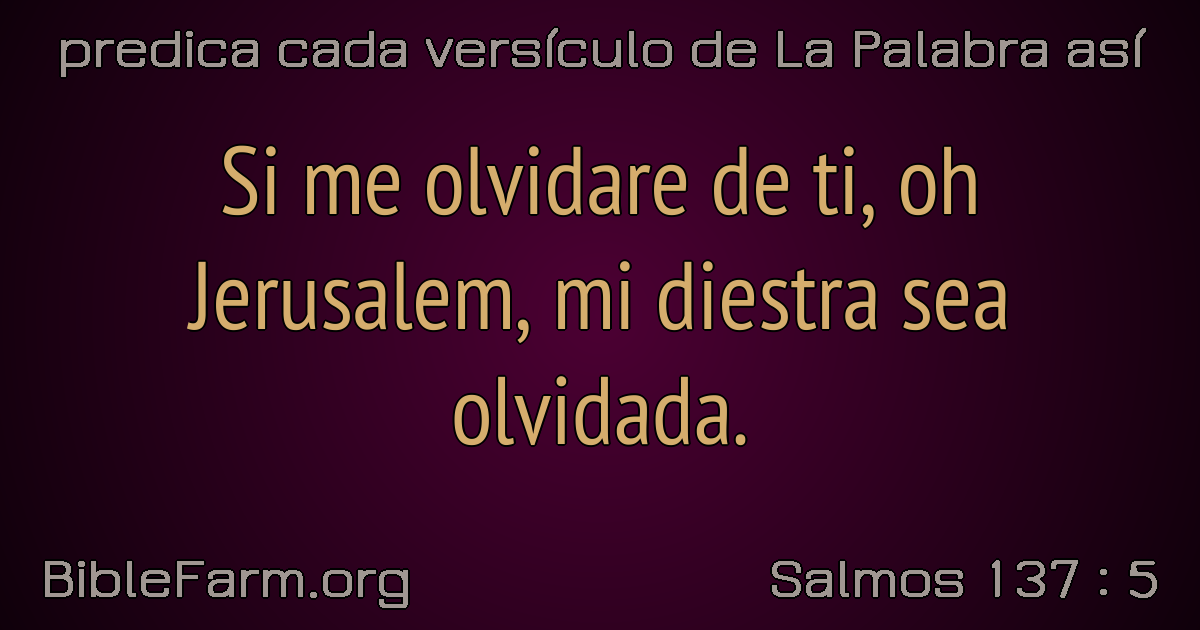 predica cada versículo de La Palabra así
Si me olvidare de ti, oh
Jerusalem, mi diestra sea
olvidada.
BibleFarm.org
Salmos 137 : 5